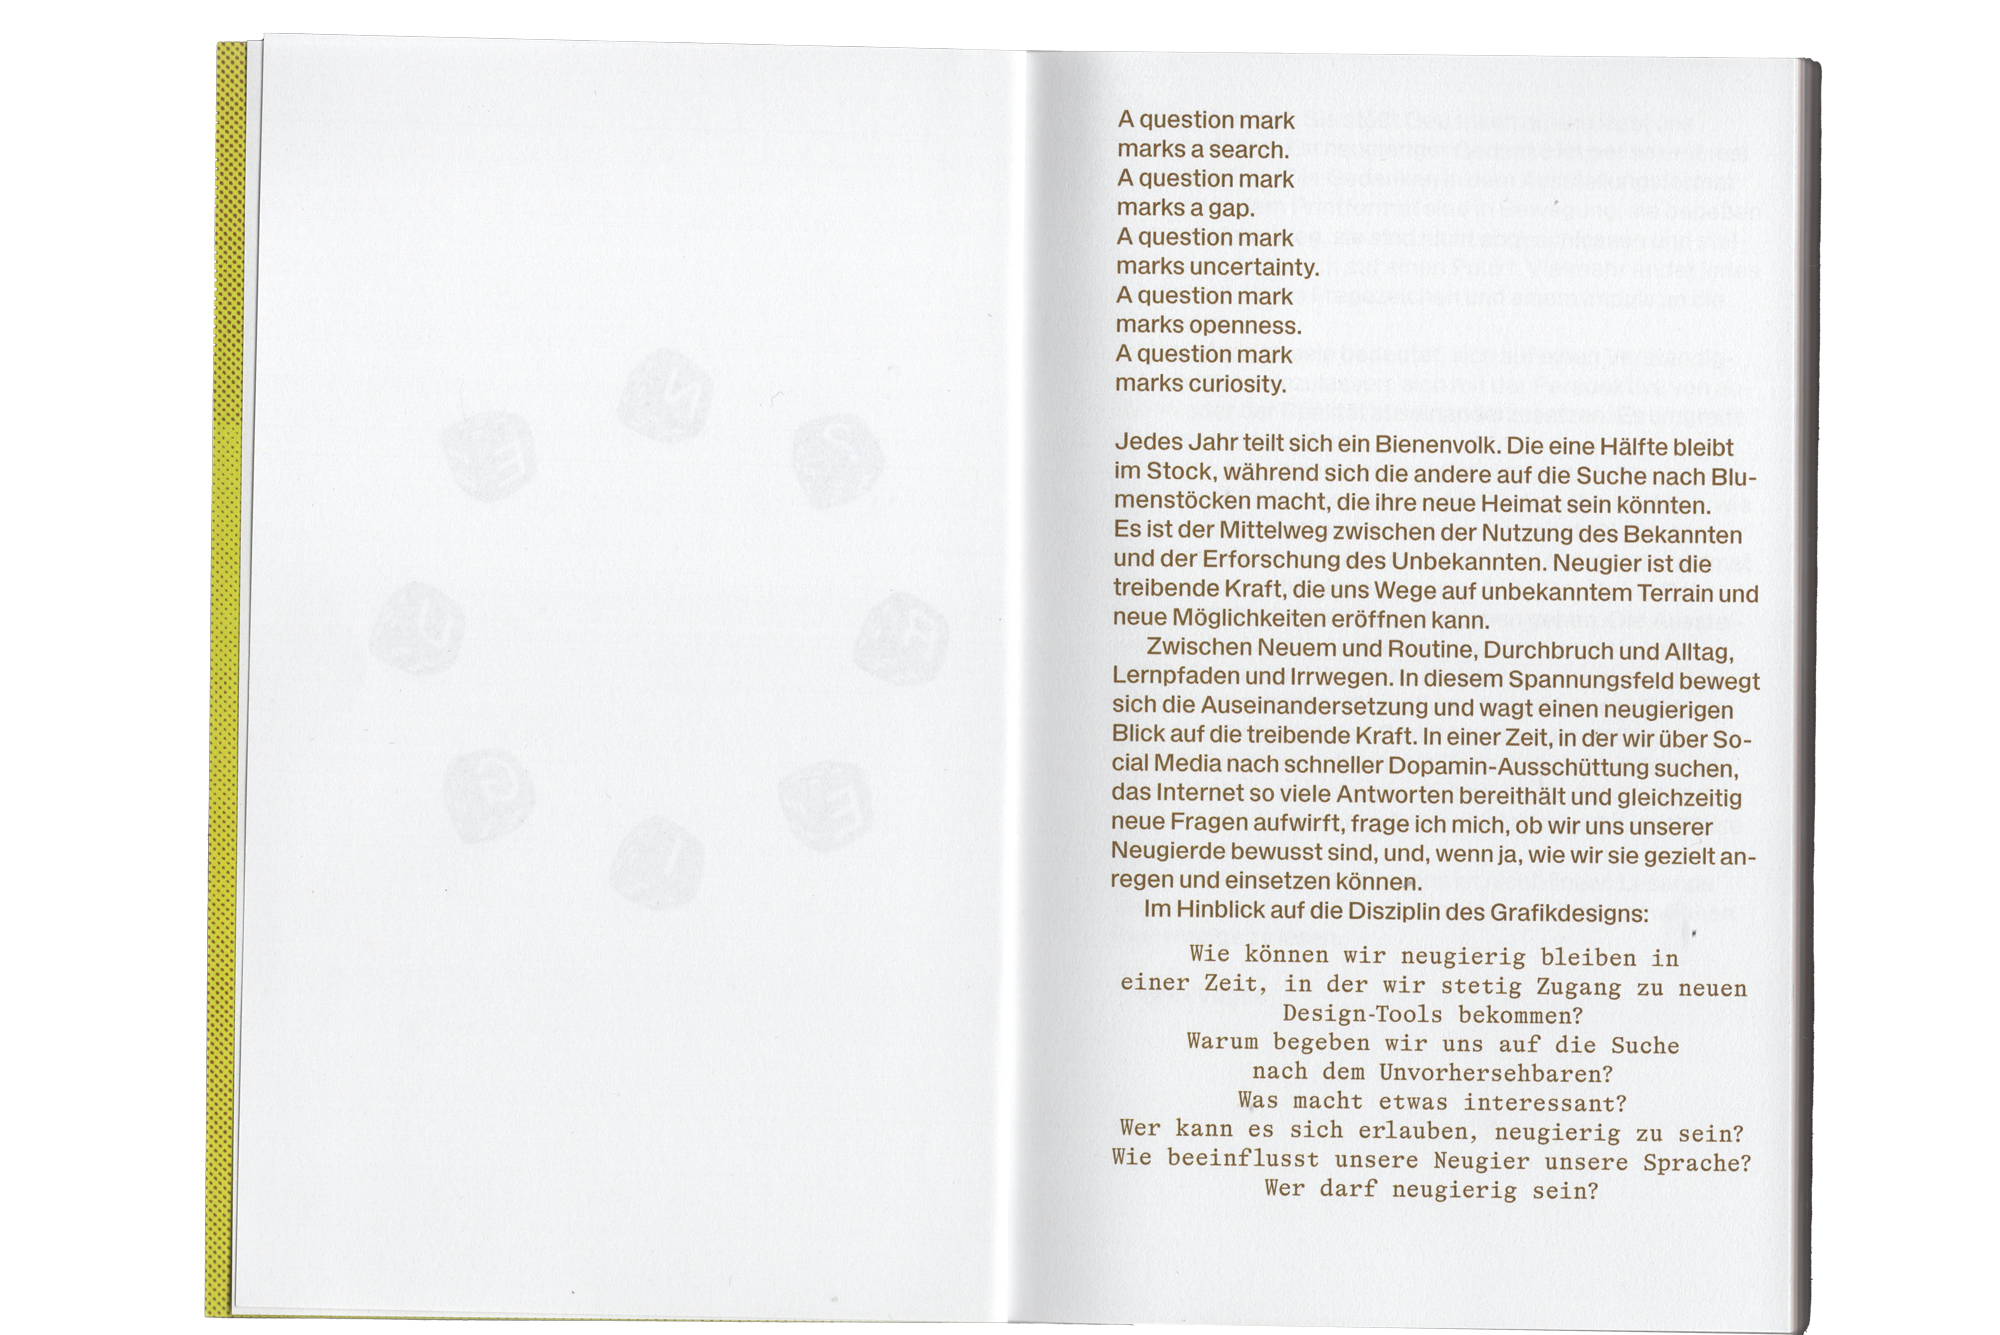 A question mark
marks a search.
A question mark
marks a gap.
A question mark
marks uncertainty.
A question mark
marks openness.
A question mark
marks curiosity.
Jedes Jahr teilt sich ein Bienenvolk. Die eine Hälfte bleibt
im Stock, während sich die andere auf die Suche nach Blu-
menstöcken macht, die ihre neue Heimat sein könnten.
Es ist der Mittelweg zwischen der Nutzung des Bekannten
und der Erforschung des Unbekannten. Neugier ist die
treibende Kraft, die uns Wege auf unbekanntem Terrain und
neue Möglichkeiten eröffnen kann.
Zwischen Neuem und Routine, Durchbruch und Alltag,
Lernpfaden und Irrwegen. In diesem Spannungsfeld bewegt
sich die Auseinandersetzung und wagt einen neugierigen
Blick auf die treibende Kraft. In einer Zeit, in der wir über So-
cial Media nach schneller Dopamin-Ausschüttung suchen,
das Internet so viele Antworten bereithält und gleichzeitig
neue Fragen aufwirft, frage ich mich, ob wir uns unserer
Neugierde bewusst sind, und, wenn ja, wie wir sie gezielt an-
regen und einsetzen können.
Im Hinblick auf die Disziplin des Grafikdesigns:
Wie können wir neugierig bleiben in
einer Zeit, in der wir stetig Zugang zu neuen
Design-Tools bekommen?
Warum begeben wir uns auf die Suche
nach dem Unvorhersehbaren?
Was macht etwas interessant?
Wer kann es sich erlauben, neugierig zu sein?
Wie beeinflusst unsere Neugier unsere Sprache?
Wer darf neugierig sein?